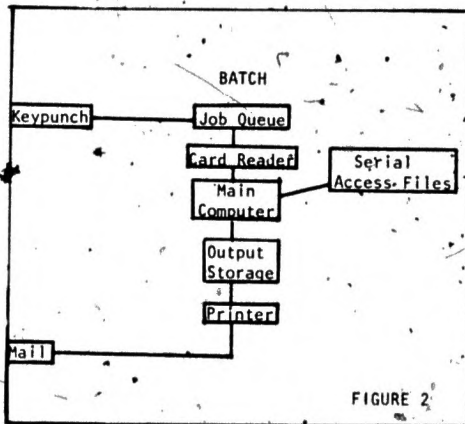 BATCH
Keypunch
Job Queue
Card Reader
Serial
Access Files
Main
Computer
Output
Storage
Printer
Mail
FIGURE 2